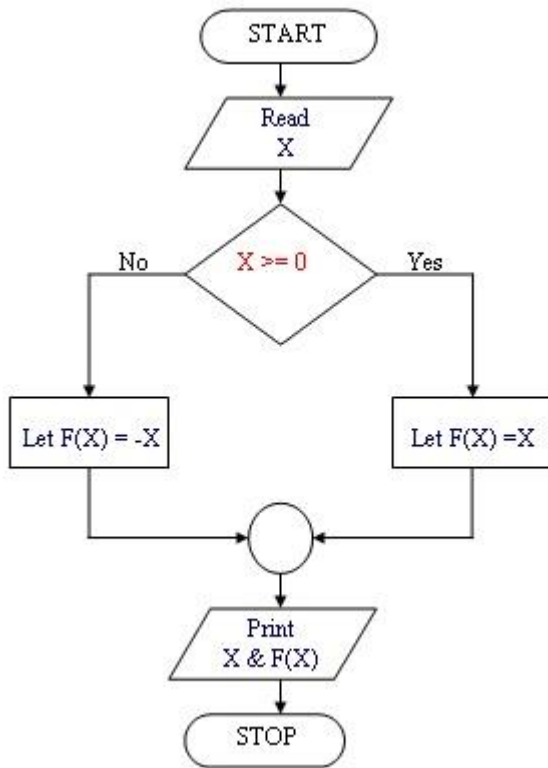 START
Read
X
X >= 0
No
Yes
Let F(X) = -X
Let F(X) =X
Print
X & F(X)
STOP